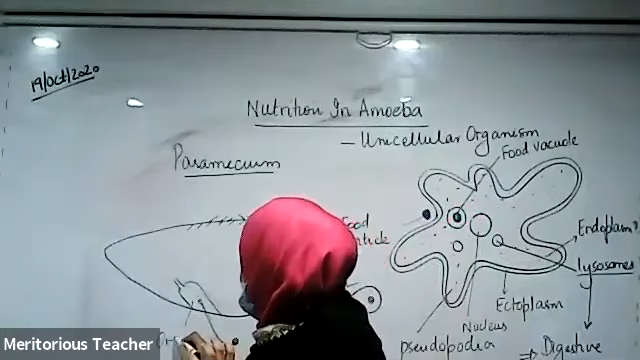 19/Oct/2020
Nutrition In Amoeba
– Unicellular Organism
Food vacuole
Paramecium
Food
Endoplasm
Lysosomes
Ectoplasm
Nucleus
pseudopodia
⇒ Digestive
Meritorious Teacher